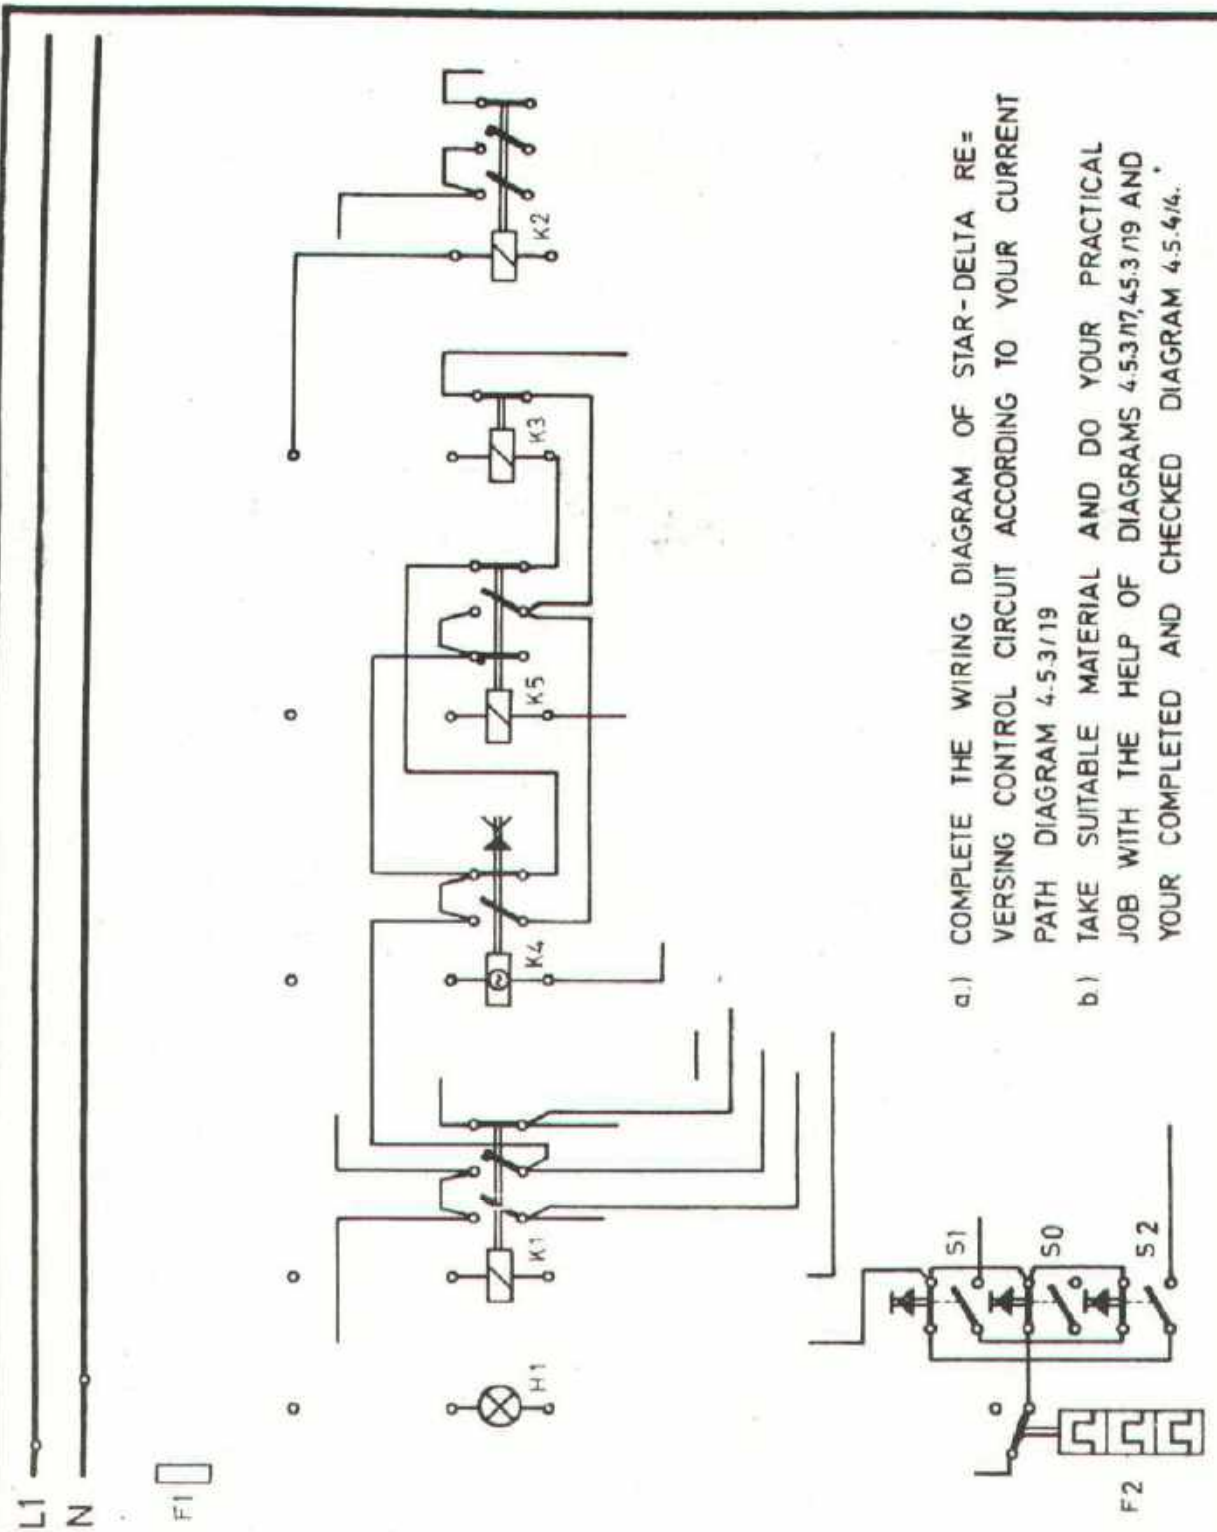 L1
N
F1
H1
K1
K4
K5
K3
K2
F2
S1
S0
S2
a.) COMPLETE THE WIRING DIAGRAM OF STAR-DELTA RE=
VERSING CONTROL CIRCUIT ACCORDING TO YOUR CURRENT
PATH DIAGRAM 4.5.3/19
b.) TAKE SUITABLE MATERIAL AND DO YOUR PRACTICAL
JOB WITH THE HELP OF DIAGRAMS 4.5.3/17,4.5.3/19 AND
YOUR COMPLETED AND CHECKED DIAGRAM 4.5.4/4.